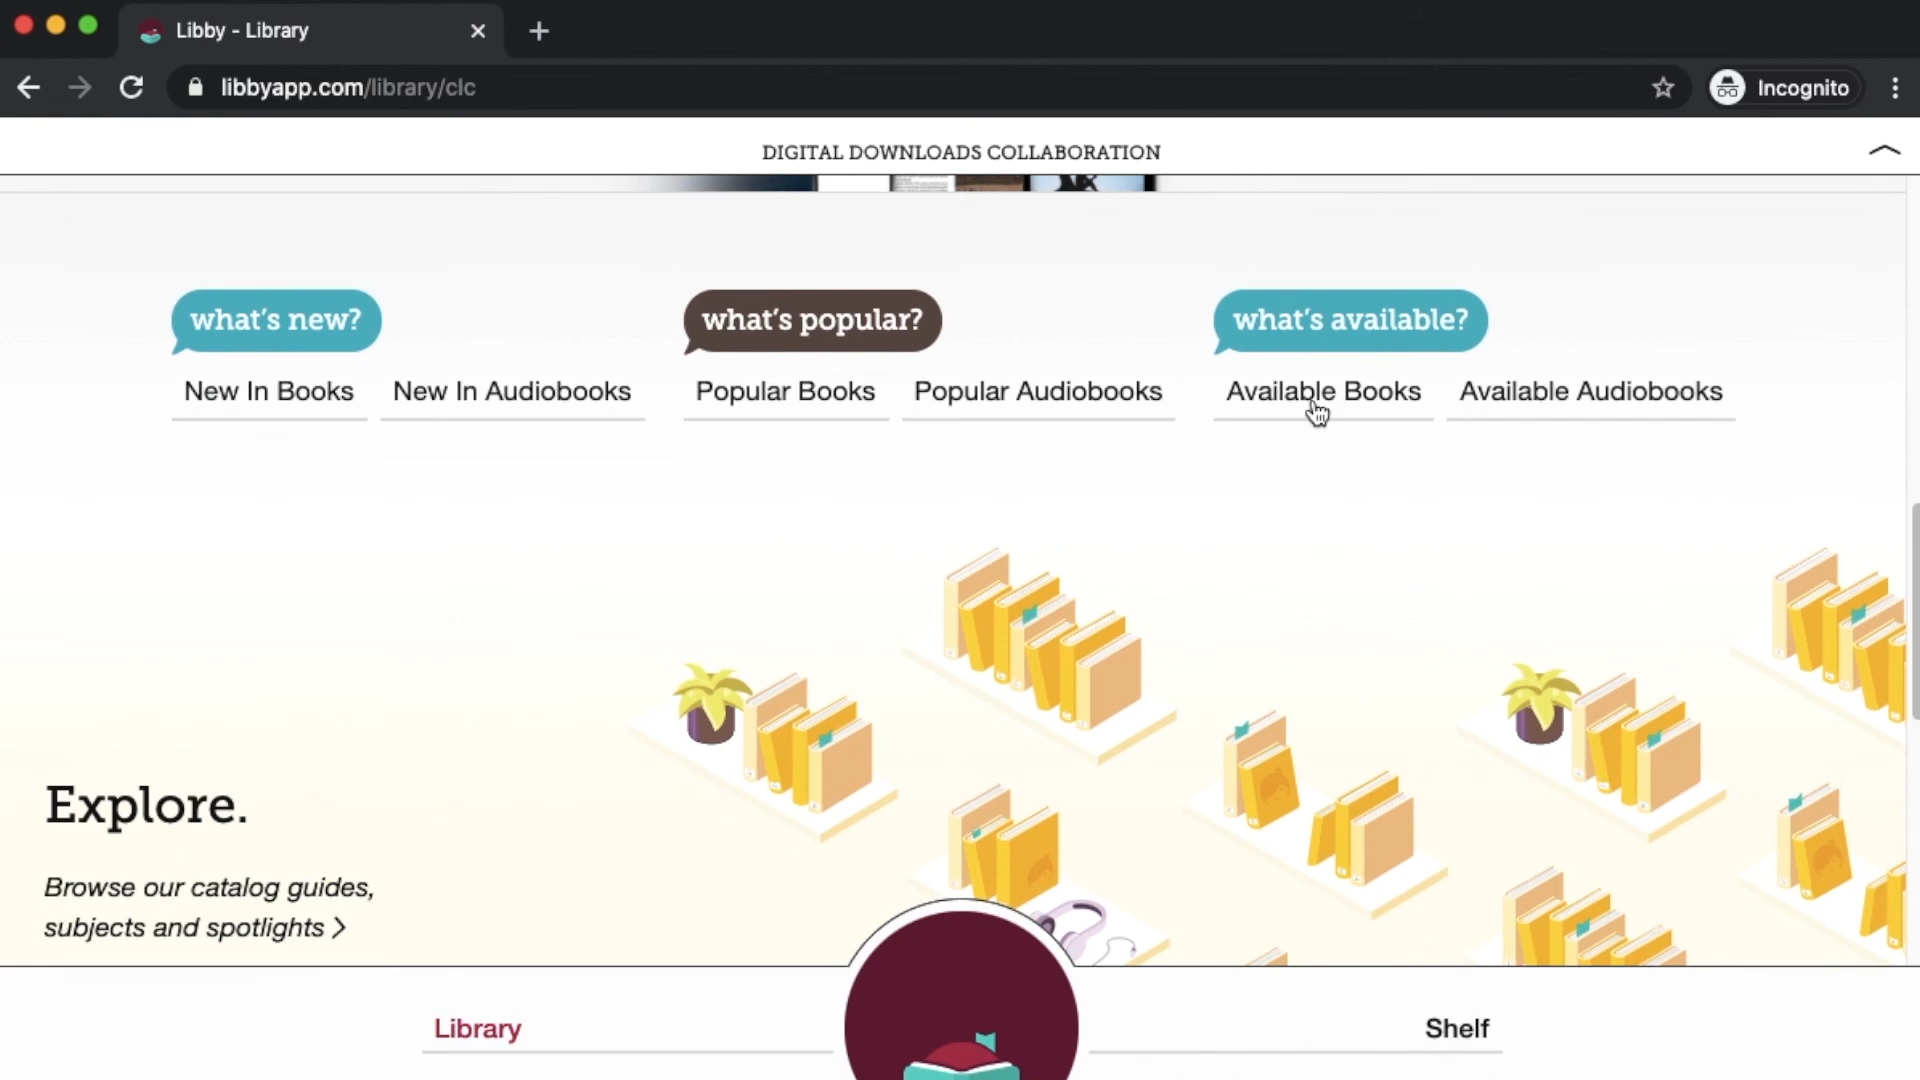 Libby - Library
libbyapp.com/library/clc
Incognito
DIGITAL DOWNLOADS COLLABORATION
what's new?
what's popular?
what's available?
New In Books
New In Audiobooks
Popular Books
Popular Audiobooks
Available Books
Available Audiobooks
Explore.
Browse our catalog guides,
subjects and spotlights >
Library
Shelf